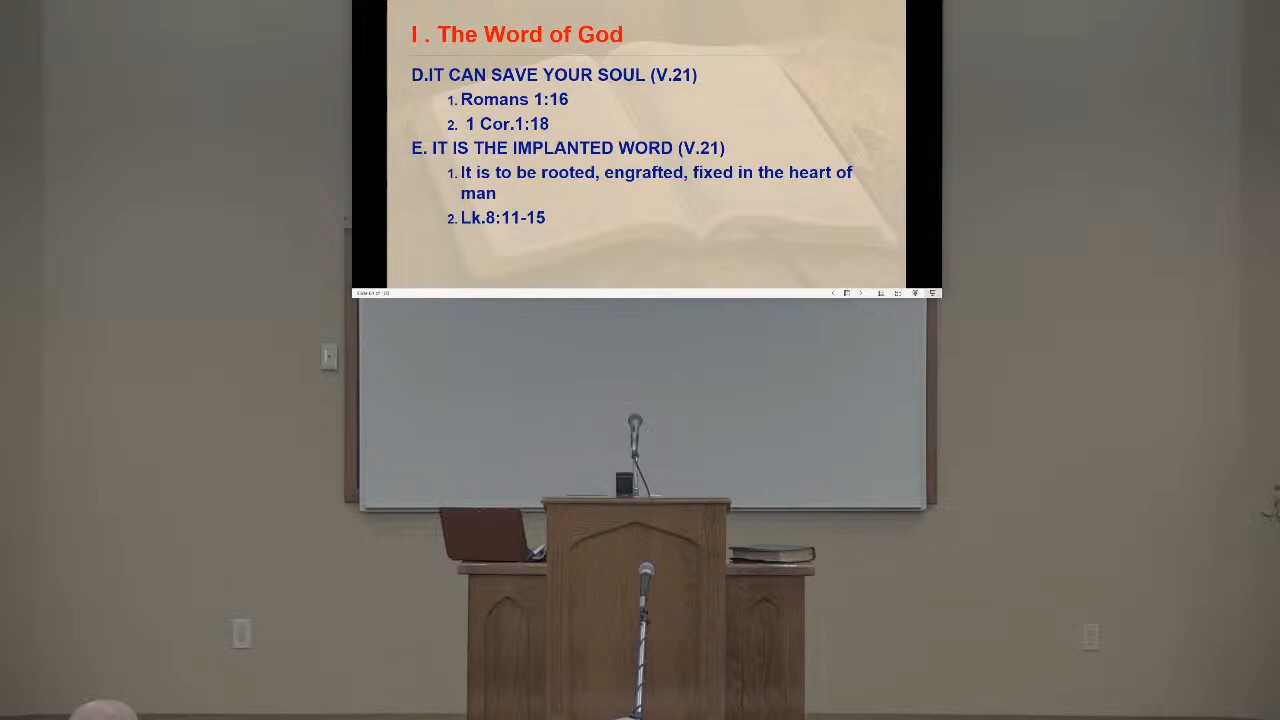 I . The Word of God
D.IT CAN SAVE YOUR SOUL (V.21)
1. Romans 1:16
2. 1 Cor.1:18
E. IT IS THE IMPLANTED WORD (V.21)
1. It is to be rooted, engrafted, fixed in the heart of
man
2. Lk.8:11-15